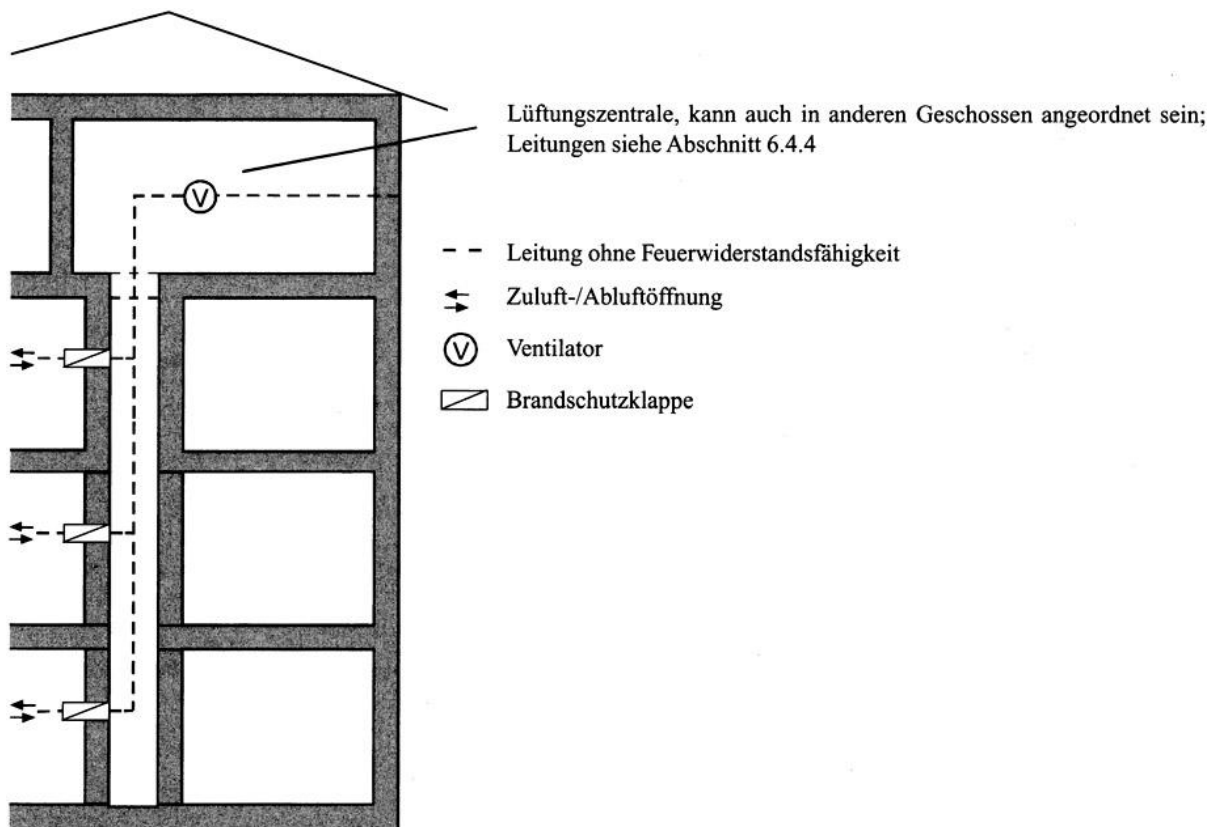 Lüftungszentrale, kann auch in anderen Geschossen angeordnet sein;
Leitungen siehe Abschnitt 6.4.4
V
Leitung ohne Feuerwiderstandsfähigkeit
Zuluft-/Abluftöffnung
V Ventilator
Brandschutzklappe